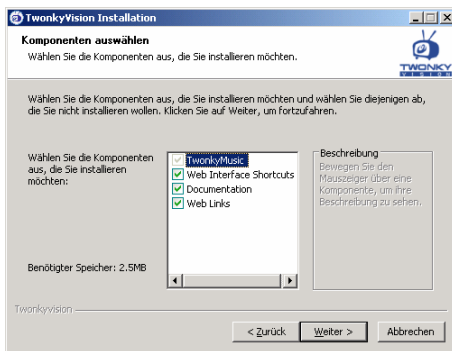 TwonkyVision Installation
Komponenten auswählen
Wählen Sie die Komponenten aus, die Sie installieren möchten.
TWONKY
VISION
Wählen Sie die Komponenten aus, die Sie installieren möchten und wählen Sie diejenigen ab,
die Sie nicht installieren wollen. Klicken Sie auf Weiter, um fortzufahren.
Wählen Sie die Komponenten
aus, die Sie installieren
möchten:
TwonkyMusic
Web Interface Shortcuts
Documentation
Web Links
Beschreibung
Bewegen Sie den
Mauszeiger über eine
Komponente, um ihre
Beschreibung zu sehen.
Benötigter Speicher: 2.5MB
Twonkyvision
< Zurück
Weiter >
Abbrechen